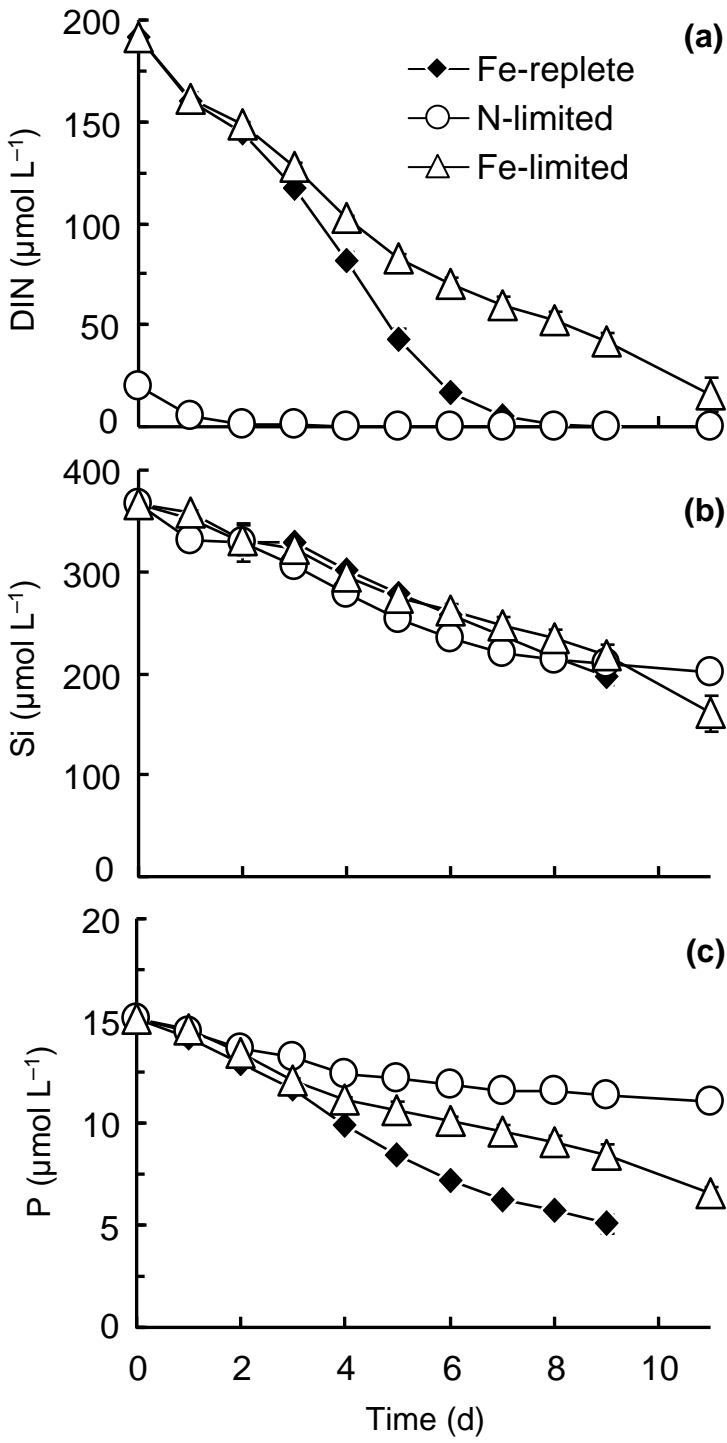 (a)
Fe-replete
N-limited
Fe-limited
200
150
100
50
0
DIN (µmol L⁻¹)
(b)
400
300
200
100
0
Si (µmol L⁻¹)
(c)
20
15
10
5
0
P (µmol L⁻¹)
0 2 4 6 8 10
Time (d)